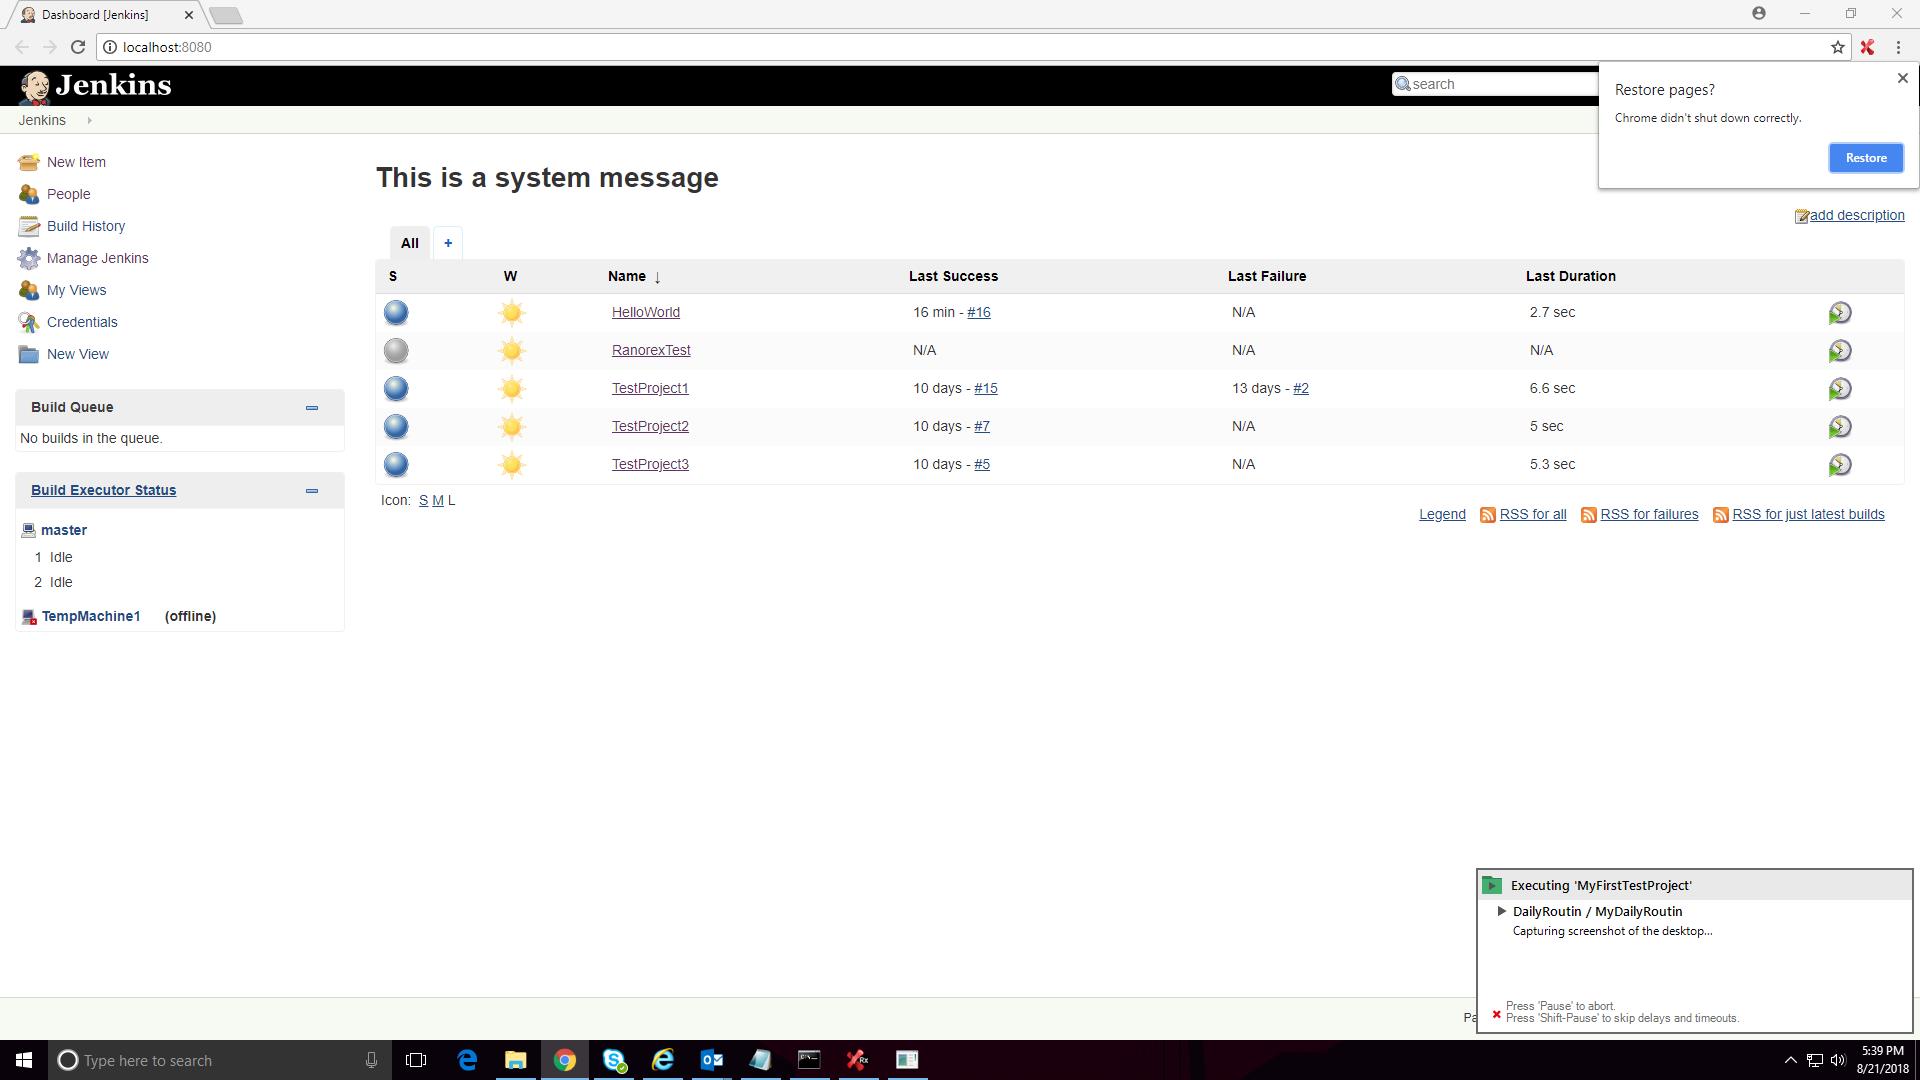 Dashboard [Jenkins]
localhost:8080
Jenkins
search
Restore pages?
Chrome didn't shut down correctly.
Restore
Jenkins
New Item
People
Build History
Manage Jenkins
My Views
Credentials
New View
Build Queue
No builds in the queue.
Build Executor Status
master
1 Idle
2 Idle
TempMachine1 (offline)
This is a system message
add description
All +
S W Name ↓ Last Success Last Failure Last Duration
HelloWorld 16 min - #16 N/A 2.7 sec
RanorexTest N/A N/A N/A
TestProject1 10 days - #15 13 days - #2 6.6 sec
TestProject2 10 days - #7 N/A 5 sec
TestProject3 10 days - #5 N/A 5.3 sec
Icon: S M L
Legend RSS for all RSS for failures RSS for just latest builds
Executing 'MyFirstTestProject'
DailyRoutin / MyDailyRoutin
Capturing screenshot of the desktop...
Press 'Pause' to abort.
Press 'Shift-Pause' to skip delays and timeouts.
Type here to search
5:39 PM
8/21/2018